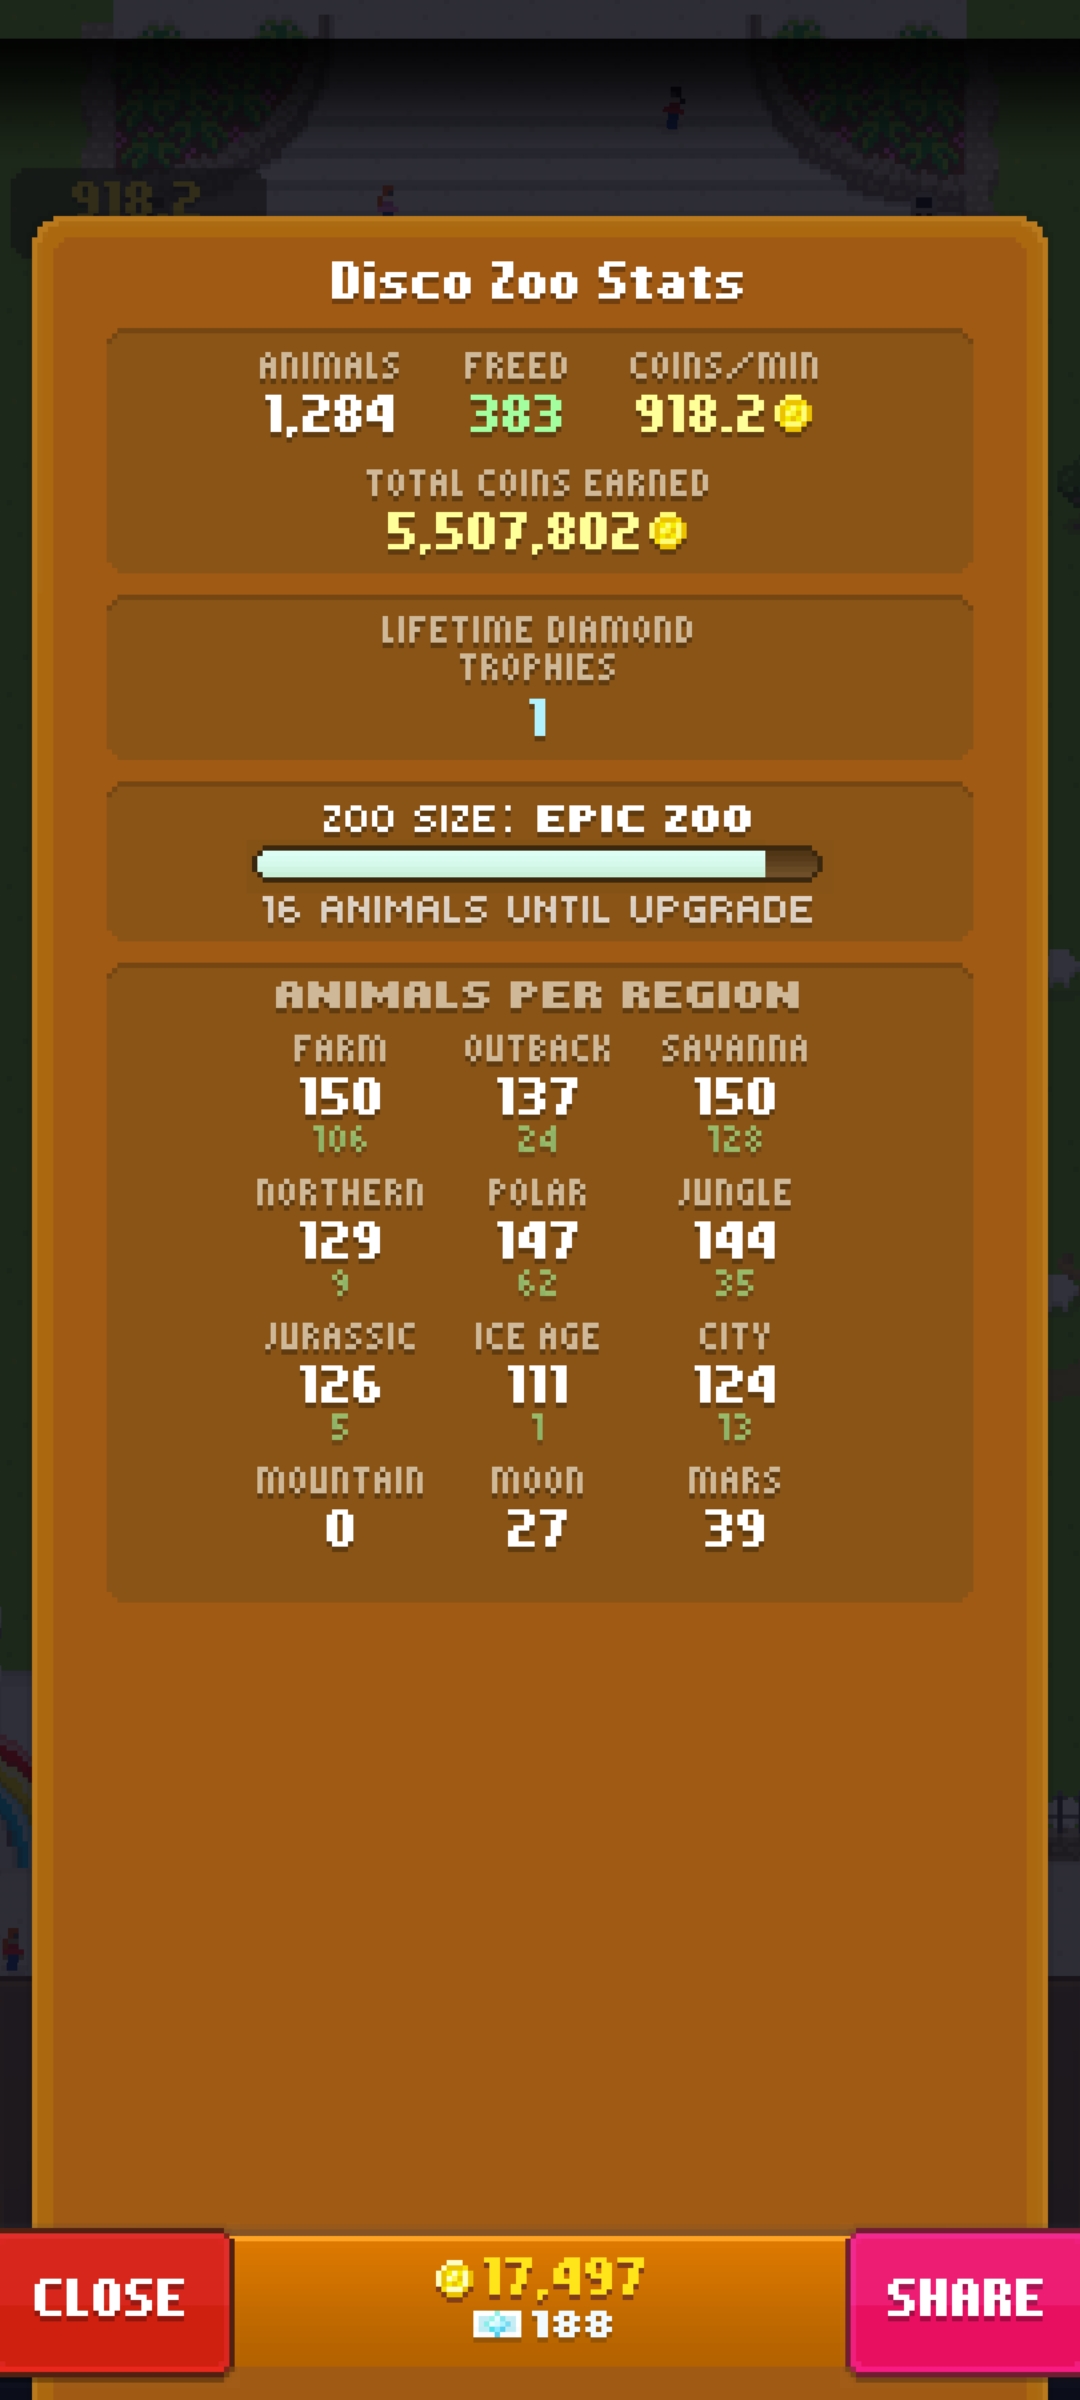 918.2
Disco Zoo Stats
ANIMALS FREED COINS/MIN
1,284 383 918.2
TOTAL COINS EARNED
5,507,802
LIFETIME DIAMOND
TROPHIES
1
ZOO SIZE: EPIC ZOO
16 ANIMALS UNTIL UPGRADE
ANIMALS PER REGION
FARM OUTBACK SAVANNA
150 137 150
106 24 128
NORTHERN POLAR JUNGLE
129 147 144
9 62 35
JURASSIC ICE AGE CITY
126 111 124
5 1 13
MOUNTAIN MOON MARS
0 27 39
CLOSE 17,497 SHARE
188